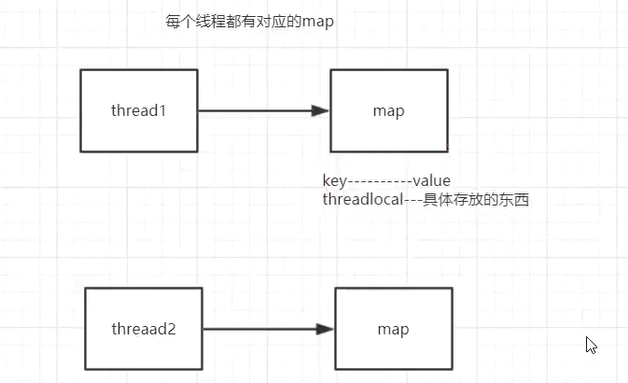 每个线程都有对应的map
thread1
map
key----------value
threadlocal---具体存放的东西
threaad2
map